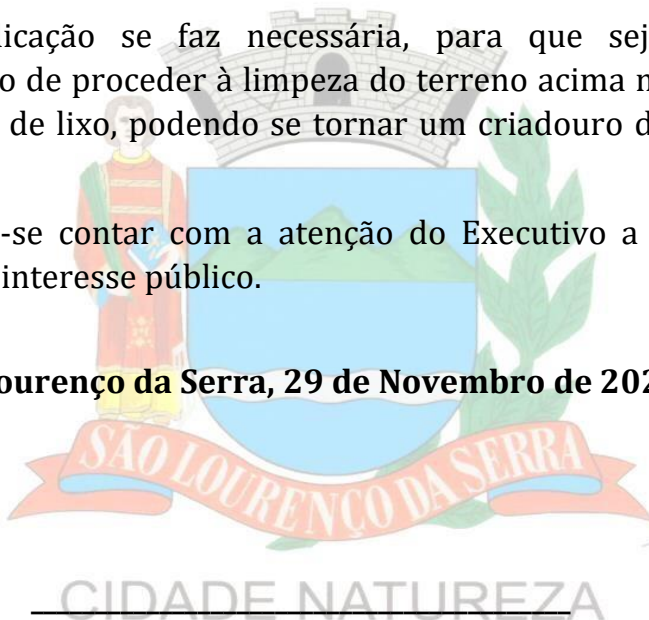 licação se faz necessária, para que sej
o de proceder à limpeza do terreno acima
de lixo, podendo se tornar um criadouro
-se contar com a atenção do Executivo a
interesse público.
ourenço da Serra, 29 de Novembro de 202
SÃO LOURENÇO DA SERRA
CIDADE NATUREZA